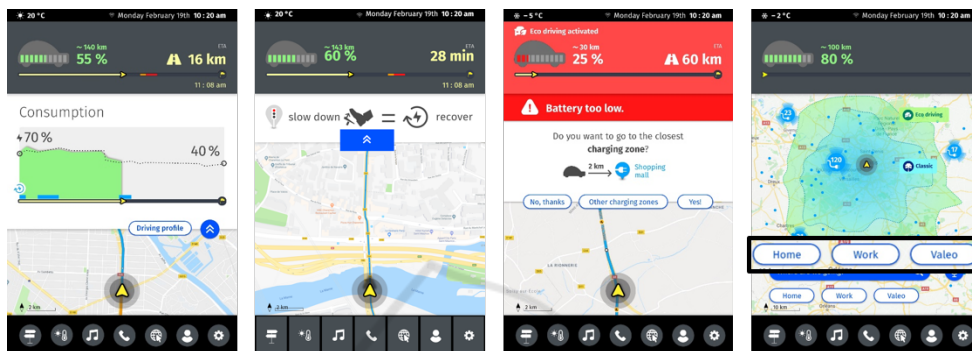 20°C
Monday February 19th 10:20 am
~ 140 km
55 %
ETA
16 km
11:08 am
Consumption
70 %
40 %
Driving profile
2 km
20°C
Monday February 19th 10:20 am
~ 143 km
60 %
ETA
28 min
11:08 am
slow down = recover
2 km
- 5°C
Monday February 19th 10:20 am
Eco driving activated
~ 30 km
25 %
ETA
60 km
Battery too low.
Do you want to go to the closest
charging zone?
2 km
Shopping
mall
No, thanks
Other charging zones
Yes!
2 km
- 2°C
Monday February 19th 10:20 am
~ 100 km
80 %
23
Eco driving
17
120
Classic
Home
Work
Valeo
Home
Work
Valeo
10 km